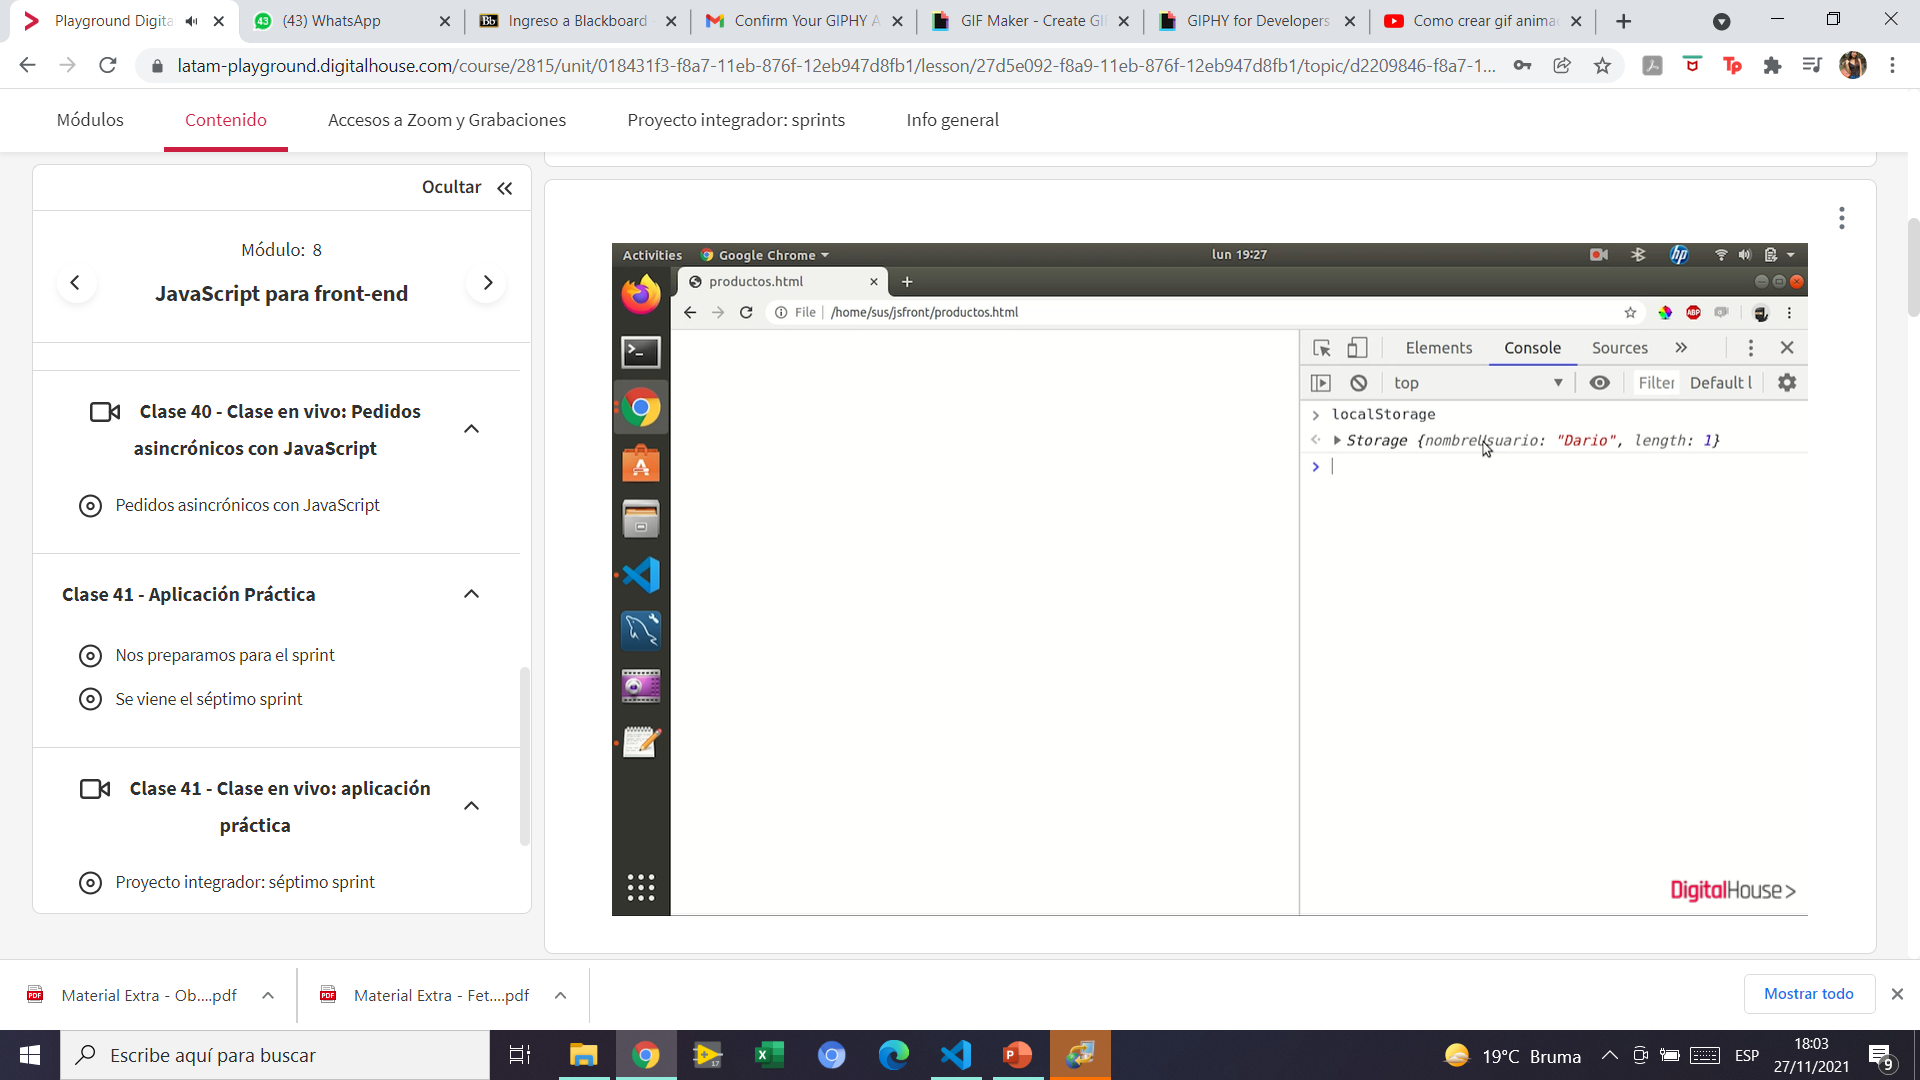 Playground Digita
(43) WhatsApp
Ingreso a Blackboard
Confirm Your GIPHY A
GIF Maker - Create GI
GIPHY for Developers
Como crear gif anima
latam-playground.digitalhouse.com/course/2815/unit/018431f3-f8a7-11eb-876f-12eb947d8fb1/lesson/27d5e092-f8a9-11eb-876f-12eb947d8fb1/topic/d2209846-f8a7-1...
Módulos
Contenido
Accesos a Zoom y Grabaciones
Proyecto integrador: sprints
Info general
Ocultar
Módulo: 8
JavaScript para front-end
Clase 40 - Clase en vivo: Pedidos
asincrónicos con JavaScript
Pedidos asincrónicos con JavaScript
Clase 41 - Aplicación Práctica
Nos preparamos para el sprint
Se viene el séptimo sprint
Clase 41 - Clase en vivo: aplicación
práctica
Proyecto integrador: séptimo sprint
Activities
Google Chrome
lun 19:27
productos.html
File
/home/sus/jsfront/productos.html
Elements
Console
Sources
top
Filter
Default l
localStorage
Storage {nombreUsuario: "Dario", length: 1}
DigitalHouse>
Material Extra - Ob....pdf
Material Extra - Fet....pdf
Mostrar todo
Escribe aquí para buscar
19°C Bruma
ESP
18:03
27/11/2021
9